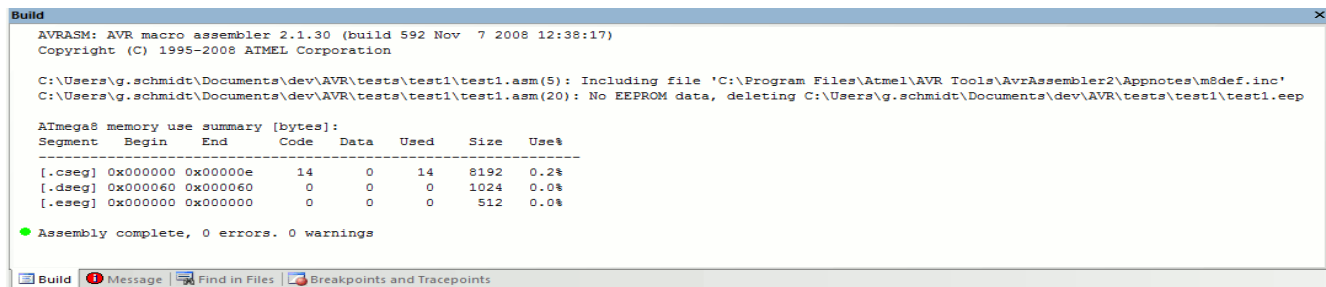 Build
AVRASM: AVR macro assembler 2.1.30 (build 592 Nov  7 2008 12:38:17)
Copyright (C) 1995-2008 ATMEL Corporation
C:\Users\g.schmidt\Documents\dev\AVR\tests\test1\test1.asm(5): Including file 'C:\Program Files\Atmel\AVR Tools\AvrAssembler2\Appnotes\m8def.inc'
C:\Users\g.schmidt\Documents\dev\AVR\tests\test1\test1.asm(20): No EEPROM data, deleting C:\Users\g.schmidt\Documents\dev\AVR\tests\test1\test1.eep
ATmega8 memory use summary [bytes]:
Segment   Begin    End      Code   Data   Used    Size   Use%
---------------------------------------------------------------
[.cseg] 0x000000 0x00000e     14      0     14    8192   0.2%
[.dseg] 0x000060 0x000060      0      0      0    1024   0.0%
[.eseg] 0x000000 0x000000      0      0      0     512   0.0%
Assembly complete, 0 errors. 0 warnings
Build Message Find in Files Breakpoints and Tracepoints